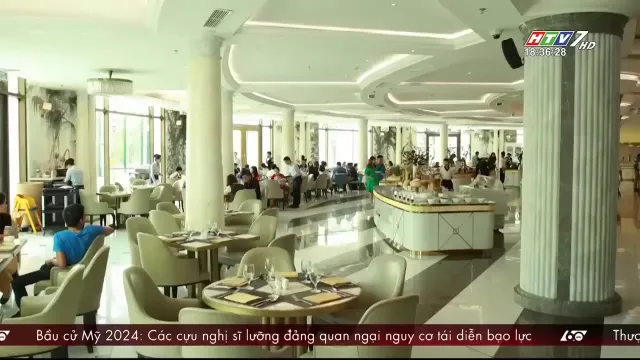 HTV7 HD
18:36:28
Bầu cử Mỹ 2024: Các cựu nghị sĩ lưỡng đảng quan ngại nguy cơ tái diễn bạo lực
60
Thư